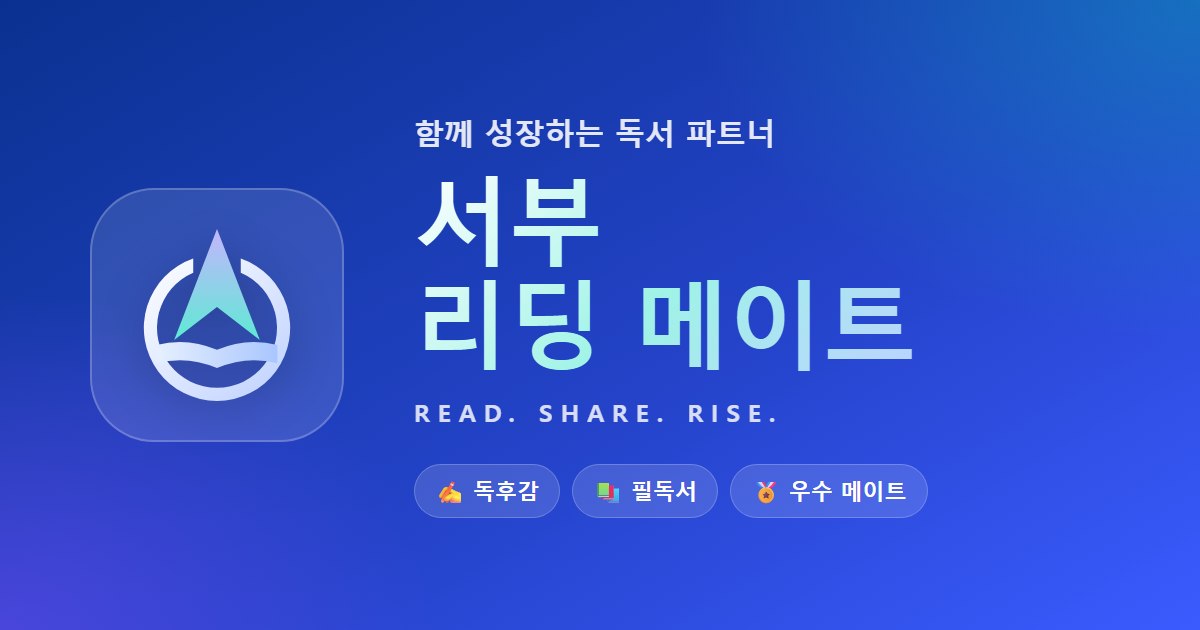 함께 성장하는 독서 파트너
서부
리딩 메이트
READ. SHARE. RISE.
독후감 필독서 우수 메이트